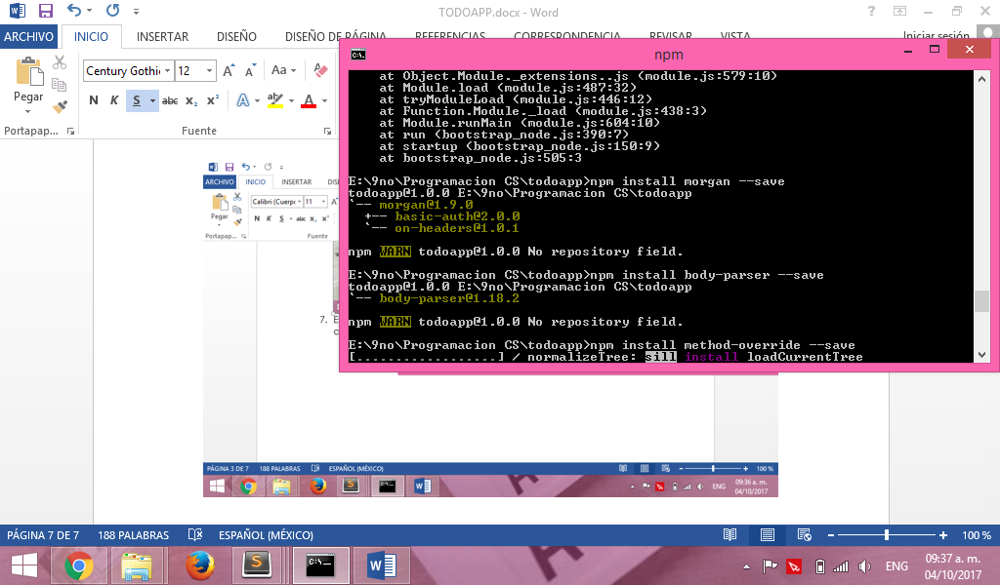 TODOAPP.docx - Word
ARCHIVO INICIO INSERTAR DISEÑO DISEÑO DE PÁGINA REFERENCIAS CORRESPONDENCIA REVISAR VISTA Iniciar sesión
Century Gothi 12 A A Aa
Pegar
N K S abc x₂ x² A ab A
Portapap... Fuente
npm
at Object.Module._extensions..js (module.js:579:10)
at Module.load (module.js:487:32)
at tryModuleLoad (module.js:446:12)
at Function.Module._load (module.js:438:3)
at Module.runMain (module.js:604:10)
at run (bootstrap_node.js:390:7)
at startup (bootstrap_node.js:150:9)
at bootstrap_node.js:505:3
E:\9no\Programacion CS\todoapp>npm install morgan --save
todoapp@1.0.0 E:\9no\Programacion CS\todoapp
`-- morgan@1.9.0
+-- basic-auth@2.0.0
`-- on-headers@1.0.1
npm WARN todoapp@1.0.0 No repository field.
E:\9no\Programacion CS\todoapp>npm install body-parser --save
todoapp@1.0.0 E:\9no\Programacion CS\todoapp
`-- body-parser@1.18.2
npm WARN todoapp@1.0.0 No repository field.
E:\9no\Programacion CS\todoapp>npm install method-override --save
[.................] / normalizeTree: sill install loadCurrentTree
ARCHIVO INICIO INSERTAR DIS
Calibri (Cuerp 11 A
Pegar
N K S abc x₂ x²
Portapap... Fuente
7. E
PÁGINA 3 DE 7 188 PALABRAS ESPAÑOL (MÉXICO) 100 %
ENG 09:36 a. m.
04/10/2017
PÁGINA 7 DE 7 188 PALABRAS ESPAÑOL (MÉXICO) 100 %
ENG 09:37 a. m.
04/10/2017